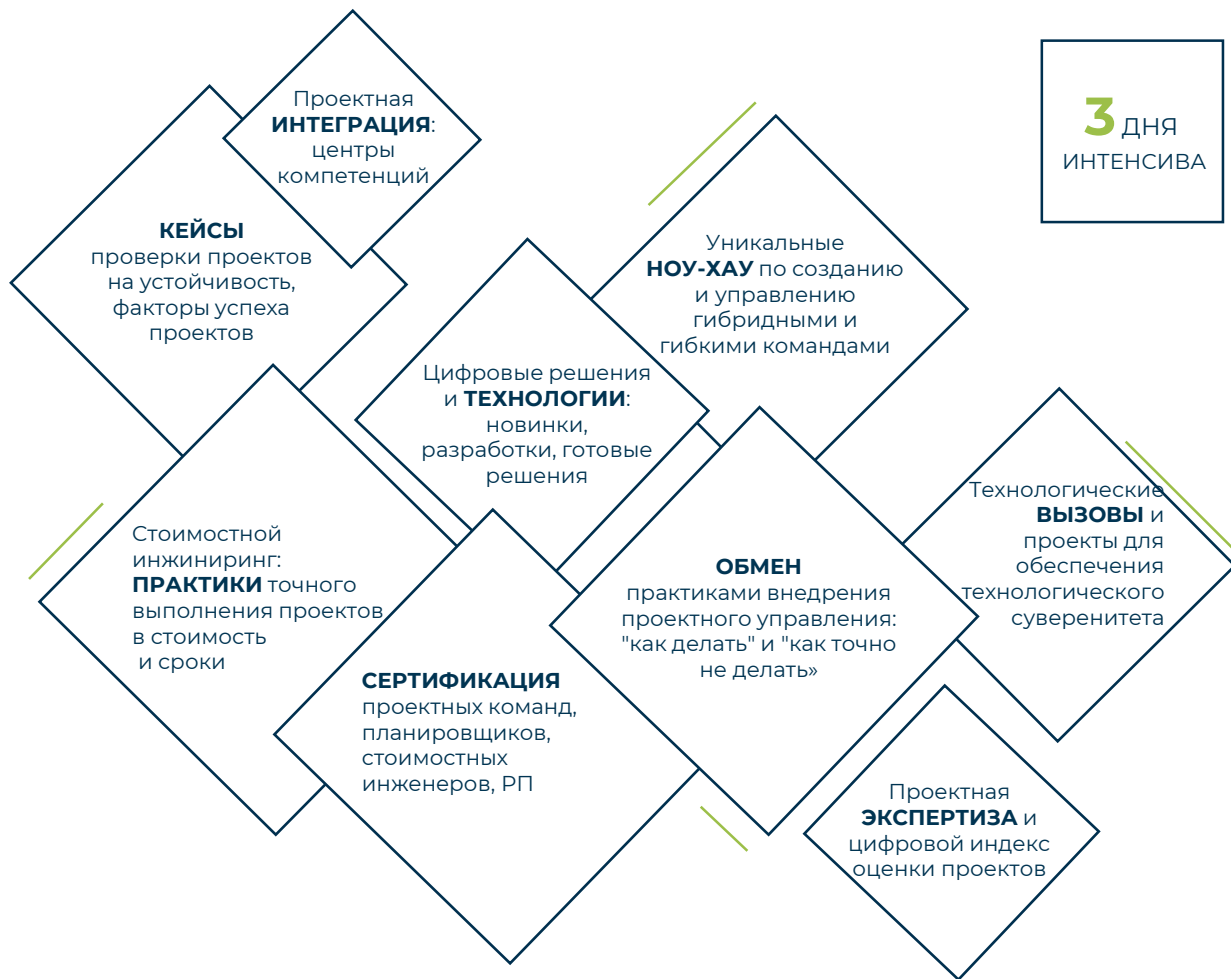 Проектная
ИНТЕГРАЦИЯ:
центры
компетенций
3 ДНЯ
ИНТЕНСИВА
КЕЙСЫ
проверки проектов
на устойчивость,
факторы успеха
проектов
Уникальные
НОУ-ХАУ по созданию
и управлению
гибридными и
гибкими командами
Цифровые решения
и ТЕХНОЛОГИИ:
новинки,
разработки, готовые
решения
Технологические
ВЫЗОВЫ и
проекты для
обеспечения
технологического
суверенитета
Стоимостной
инжиниринг:
ПРАКТИКИ точного
выполнения проектов
в стоимость
и сроки
ОБМЕН
практиками внедрения
проектного управления:
"как делать" и "как точно
не делать»
СЕРТИФИКАЦИЯ
проектных команд,
планировщиков,
стоимостных
инженеров, РП
Проектная
ЭКСПЕРТИЗА и
цифровой индекс
оценки проектов